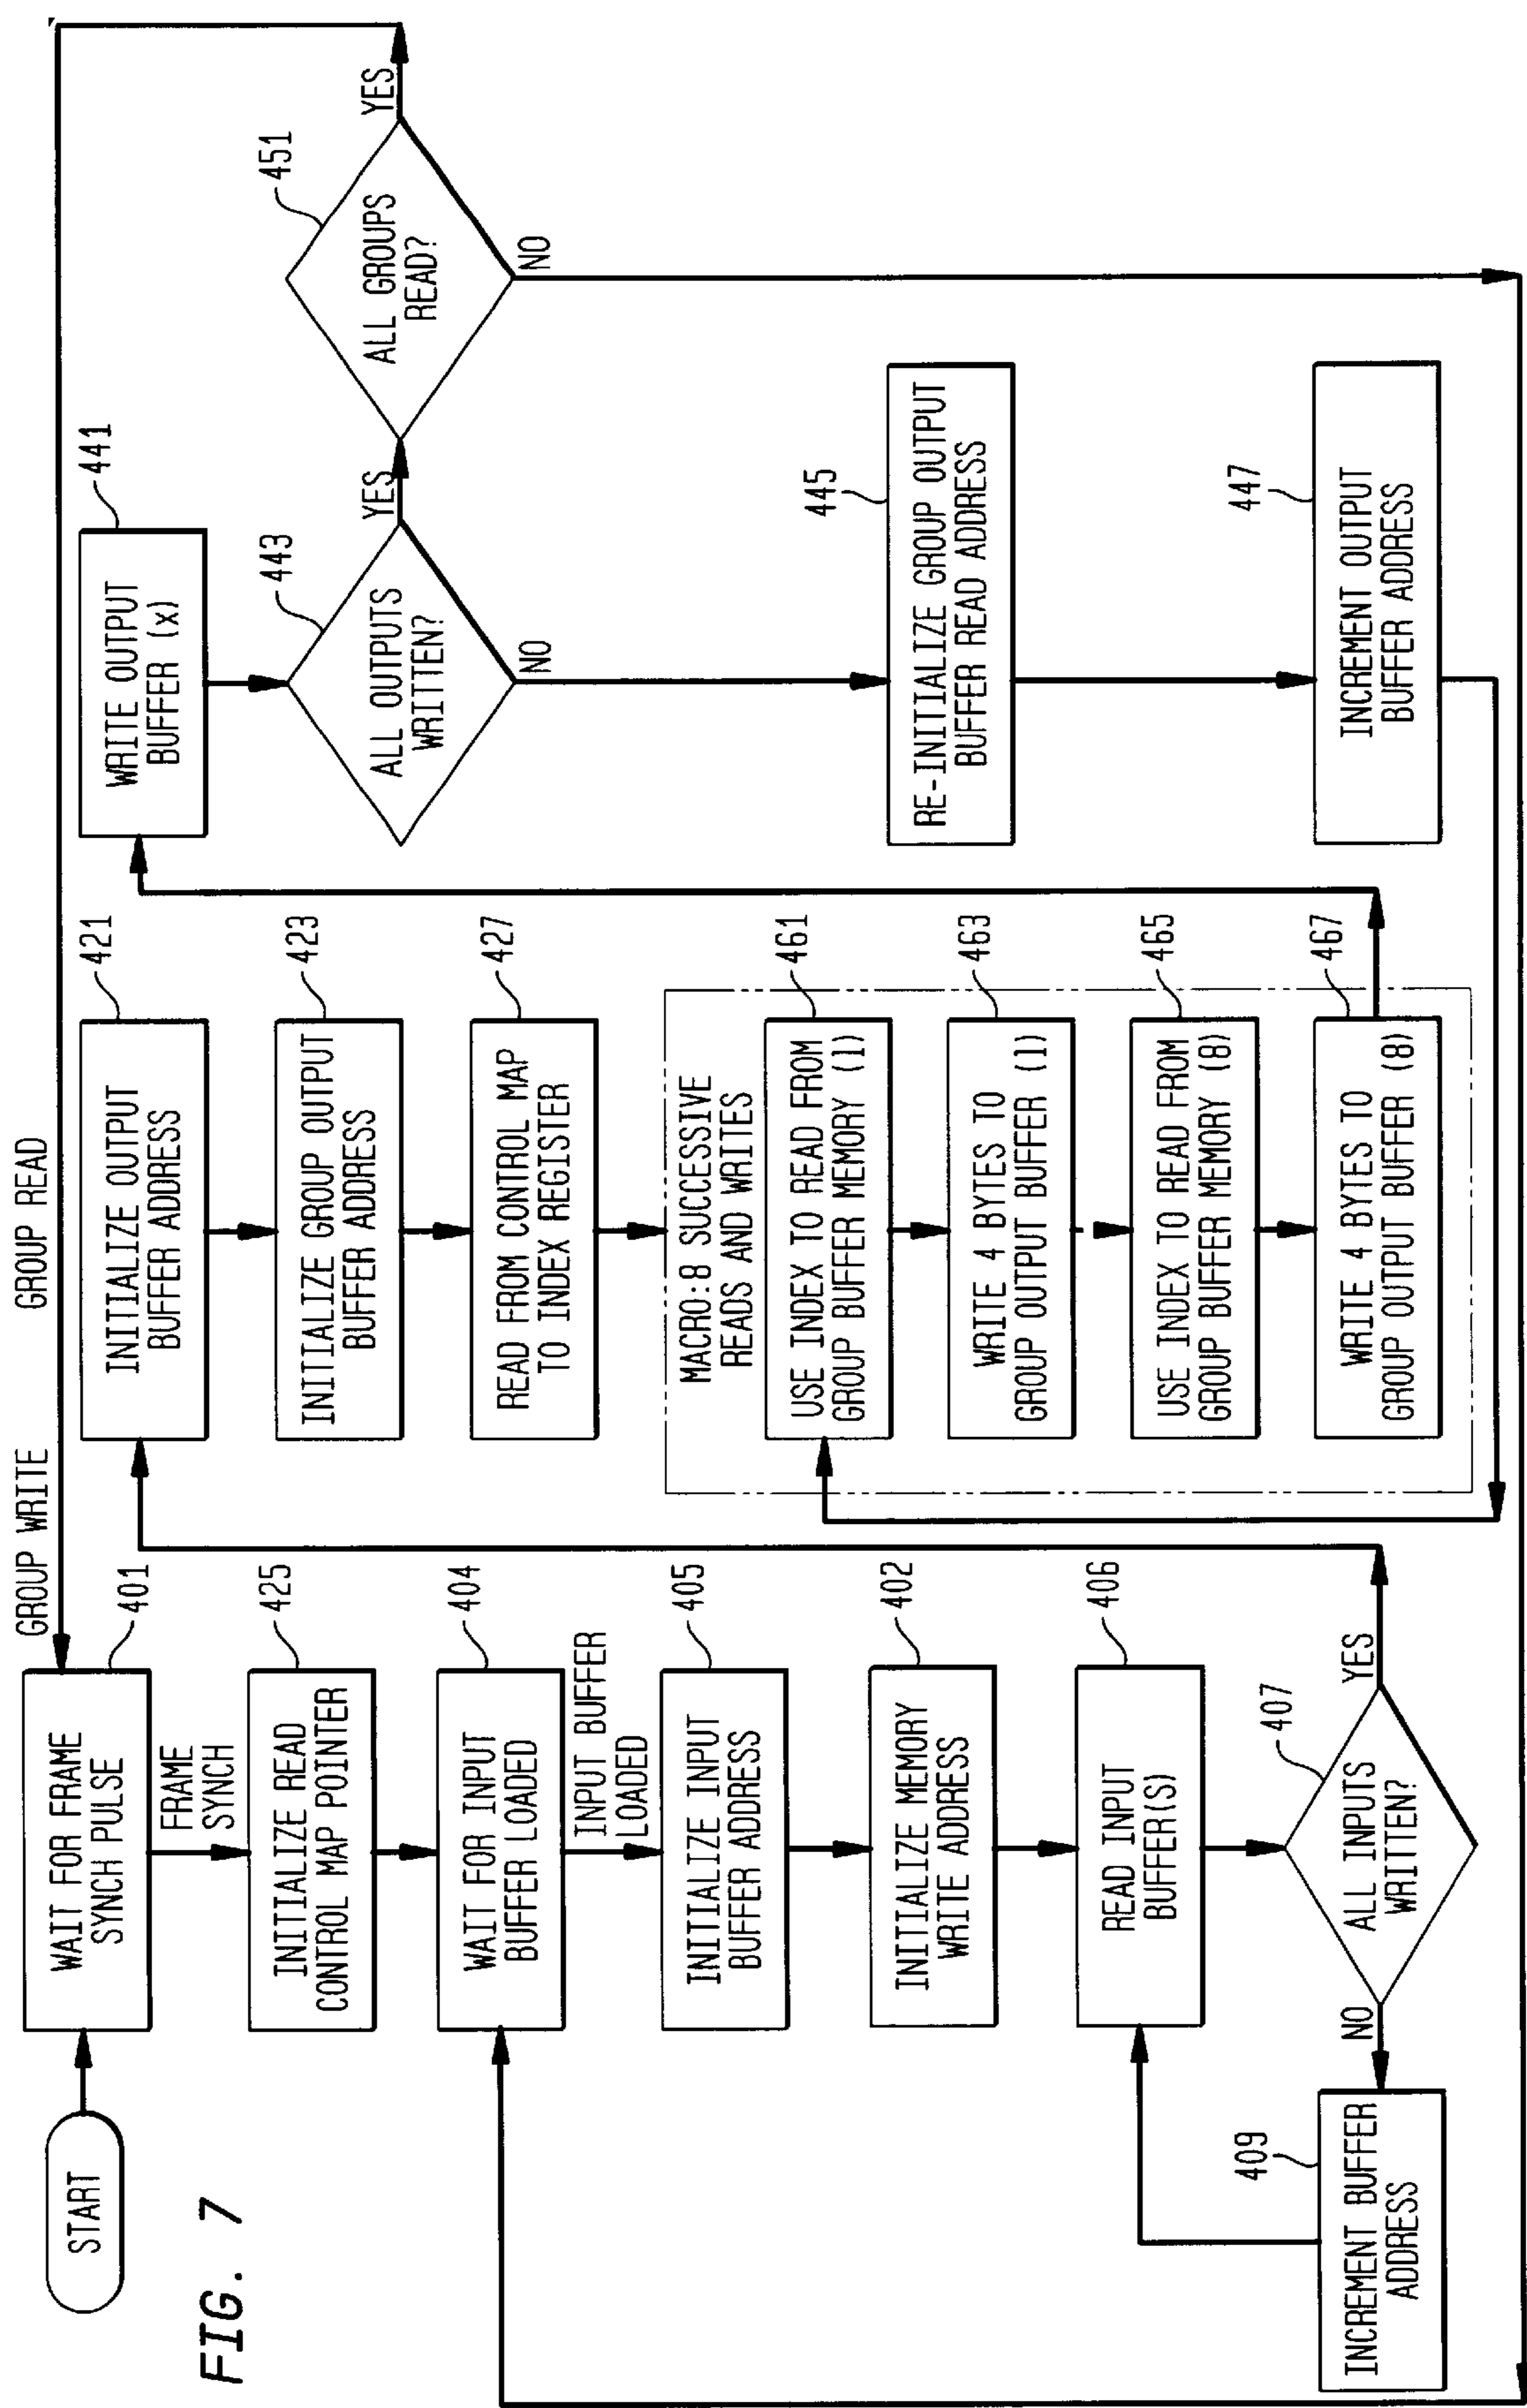 GROUP WRITE
GROUP READ
START
WAIT FOR FRAME
SYNCH PULSE
401
FRAME
SYNCH
INITIALIZE READ
CONTROL MAP POINTER
425
WAIT FOR INPUT
BUFFER LOADED
404
INPUT BUFFER
LOADED
INITIALIZE INPUT
BUFFER ADDRESS
405
INITIALIZE MEMORY
WRITE ADDRESS
402
READ INPUT
BUFFER(S)
406
ALL INPUTS
WRITTEN?
407
YES
NO
INCREMENT BUFFER
ADDRESS
409
INITIALIZE OUTPUT
BUFFER ADDRESS
421
INITIALIZE GROUP OUTPUT
BUFFER ADDRESS
423
READ FROM CONTROL MAP
TO INDEX REGISTER
427
MACRO:8 SUCCESSIVE
READS AND WRITES
USE INDEX TO READ FROM
GROUP BUFFER MEMORY (1)
461
WRITE 4 BYTES TO
GROUP OUTPUT BUFFER (1)
463
USE INDEX TO READ FROM
GROUP BUFFER MEMORY (8)
465
WRITE 4 BYTES TO
GROUP OUTPUT BUFFER (8)
467
WRITE OUTPUT
BUFFER (x)
441
ALL OUTPUTS
WRITTEN?
443
YES
NO
ALL GROUPS
READ?
451
YES
NO
RE-INITIALIZE GROUP OUTPUT
BUFFER READ ADDRESS
445
INCREMENT OUTPUT
BUFFER ADDRESS
447
FIG. 7